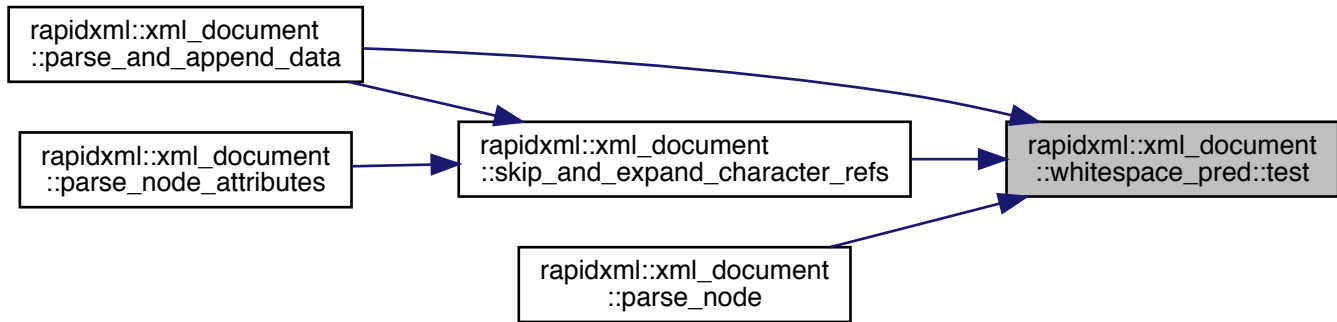 rapidxml::xml_document
::parse_and_append_data
rapidxml::xml_document
::parse_node_attributes
rapidxml::xml_document
::skip_and_expand_character_refs
rapidxml::xml_document
::whitespace_pred::test
rapidxml::xml_document
::parse_node